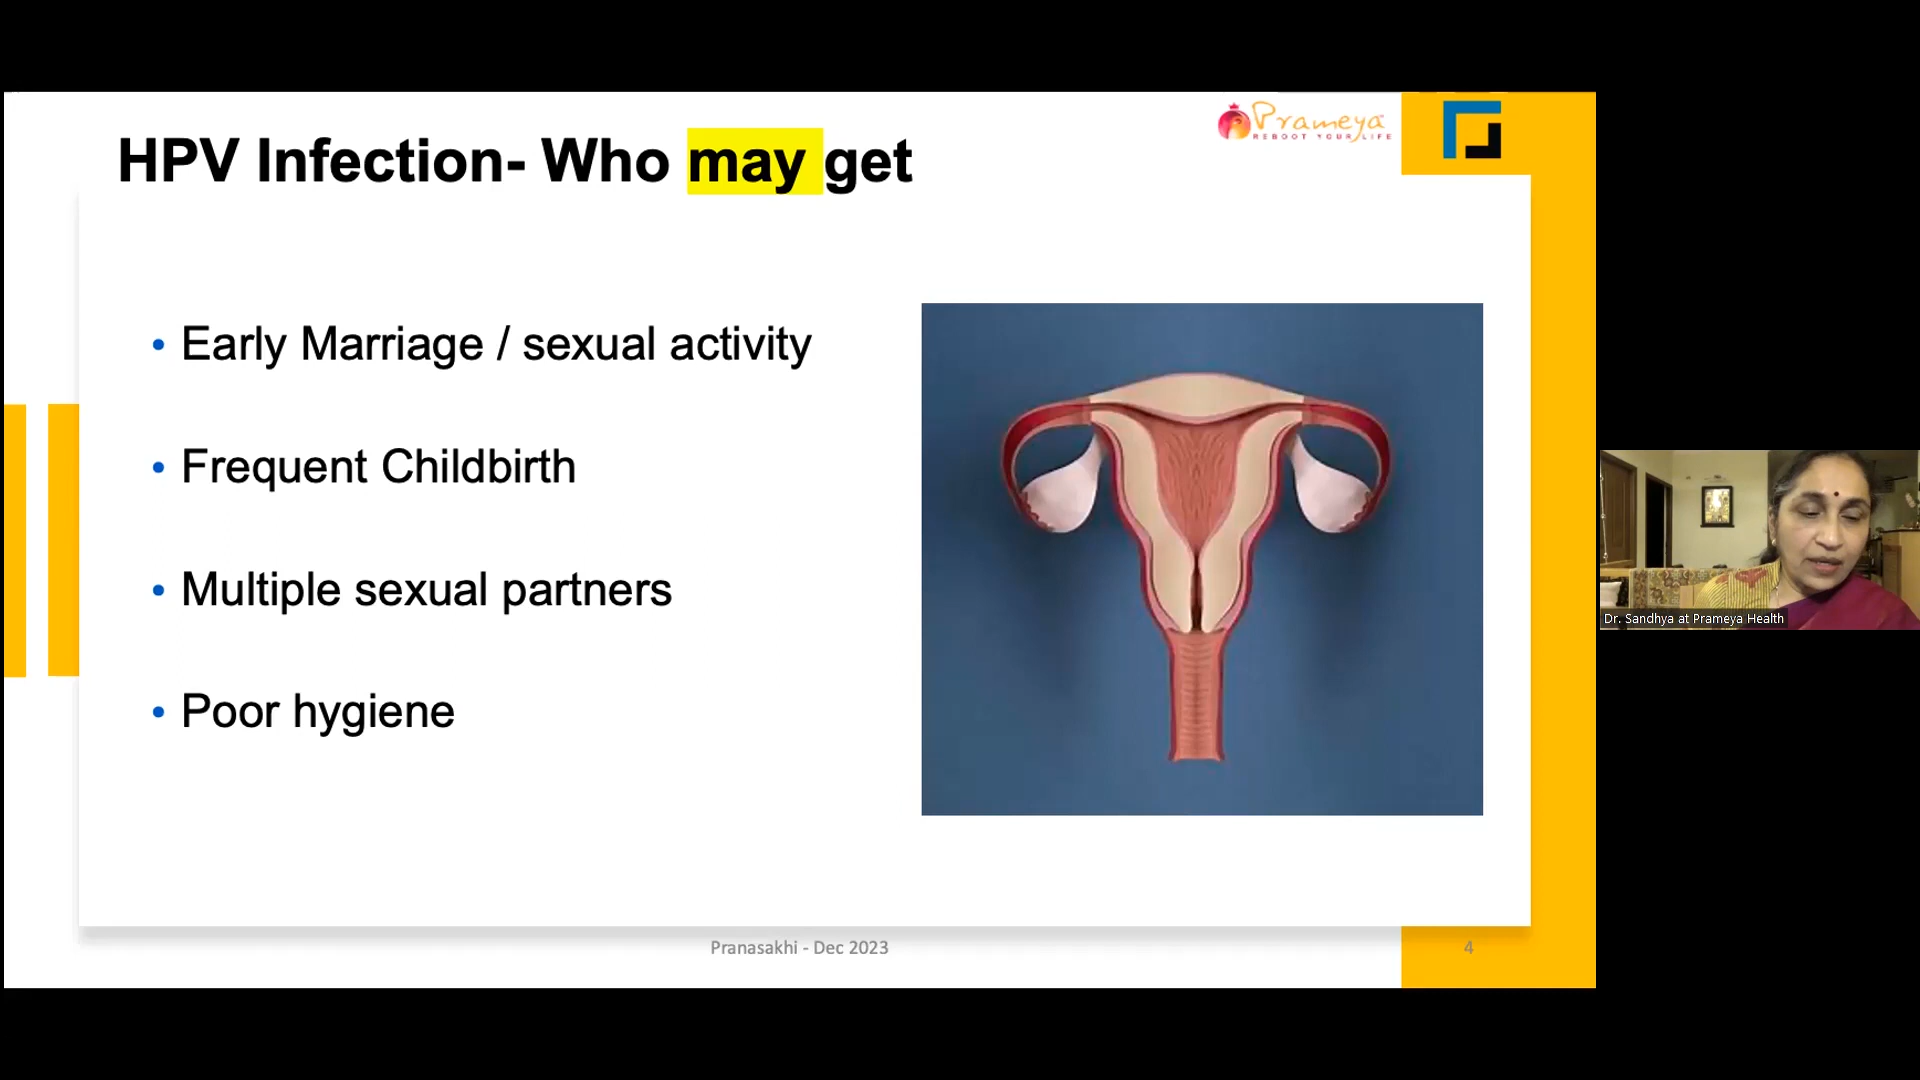 HPV Infection- Who may get
Prameya
REBOOT YOUR LIFE
• Early Marriage / sexual activity
• Frequent Childbirth
• Multiple sexual partners
• Poor hygiene
Dr. Sandhya at Prameya Health
Pranasakhi - Dec 2023
4